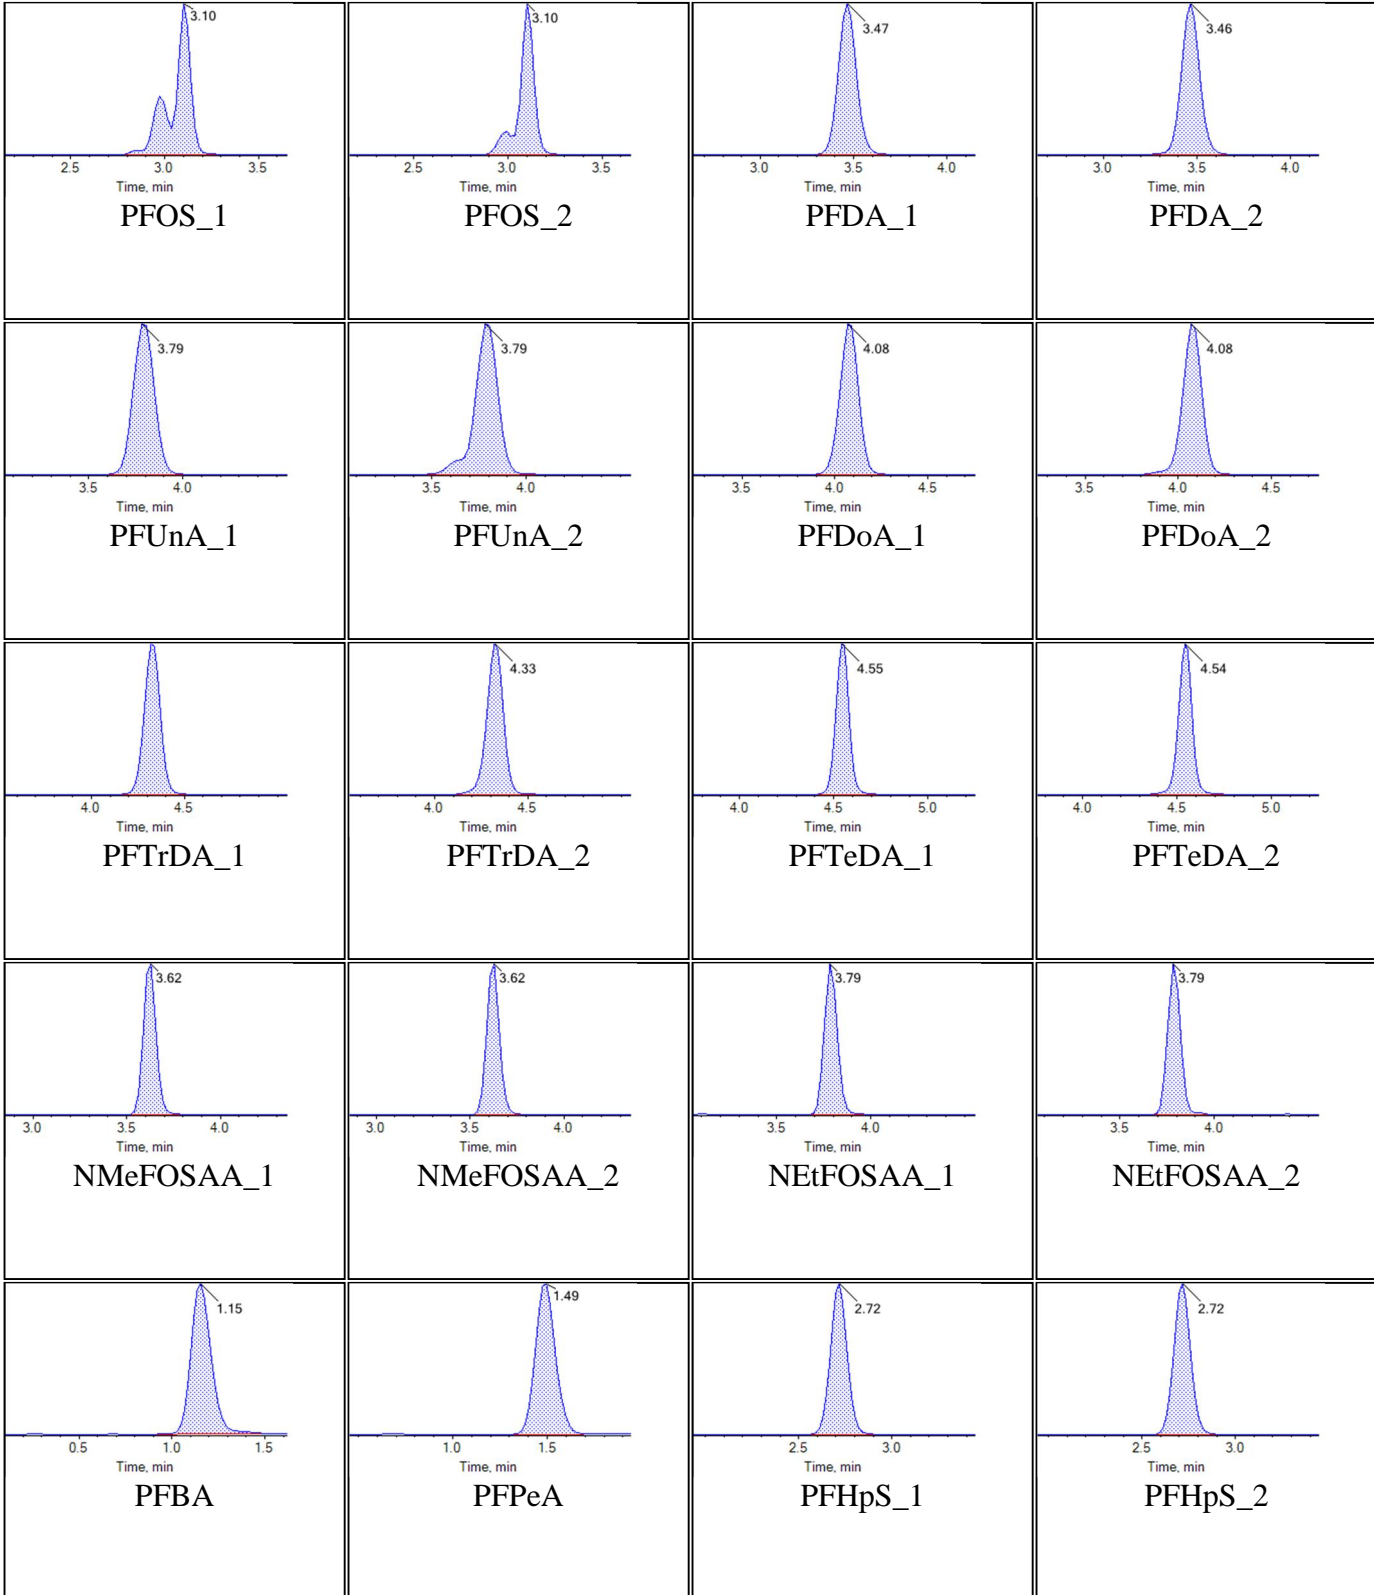 3.10 3.10 3.47 3.46
2.5 3.0 3.5 2.5 3.0 3.5 3.0 3.5 4.0 3.0 3.5 4.0
Time, min Time, min Time, min Time, min
PFOS_1 PFOS_2 PFDA_1 PFDA_2
3.79 3.79 4.08 4.08
3.5 4.0 3.5 4.0 3.5 4.0 4.5 3.5 4.0 4.5
Time, min Time, min Time, min Time, min
PFUnA_1 PFUnA_2 PFDoA_1 PFDoA_2
4.33 4.55 4.54
4.0 4.5 4.0 4.5 4.0 4.5 5.0 4.0 4.5 5.0
Time, min Time, min Time, min Time, min
PFTrDA_1 PFTrDA_2 PFTeDA_1 PFTeDA_2
3.62 3.62 3.79 3.79
3.0 3.5 4.0 3.0 3.5 4.0 3.5 4.0 3.5 4.0
Time, min Time, min Time, min Time, min
NMeFOSAA_1 NMeFOSAA_2 NEtFOSAA_1 NEtFOSAA_2
1.15 1.49 2.72 2.72
0.5 1.0 1.5 1.0 1.5 2.5 3.0 2.5 3.0
Time, min Time, min Time, min Time, min
PFBA PFPeA PFHpS_1 PFHpS_2